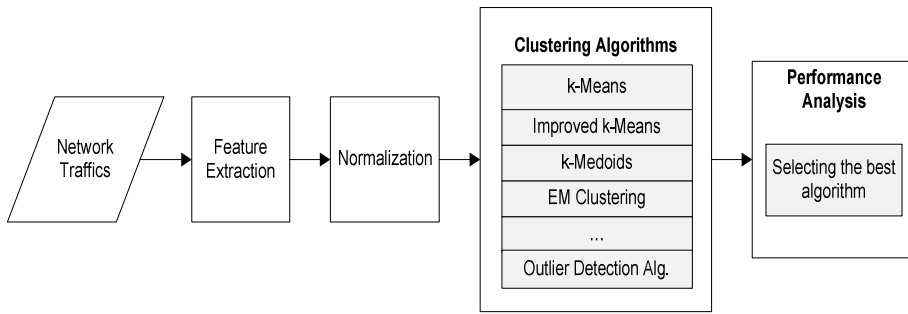 Network
Traffics
Feature
Extraction
Normalization
Clustering Algorithms
k-Means
Improved k-Means
k-Medoids
EM Clustering
...
Outlier Detection Alg.
Performance
Analysis
Selecting the best
algorithm